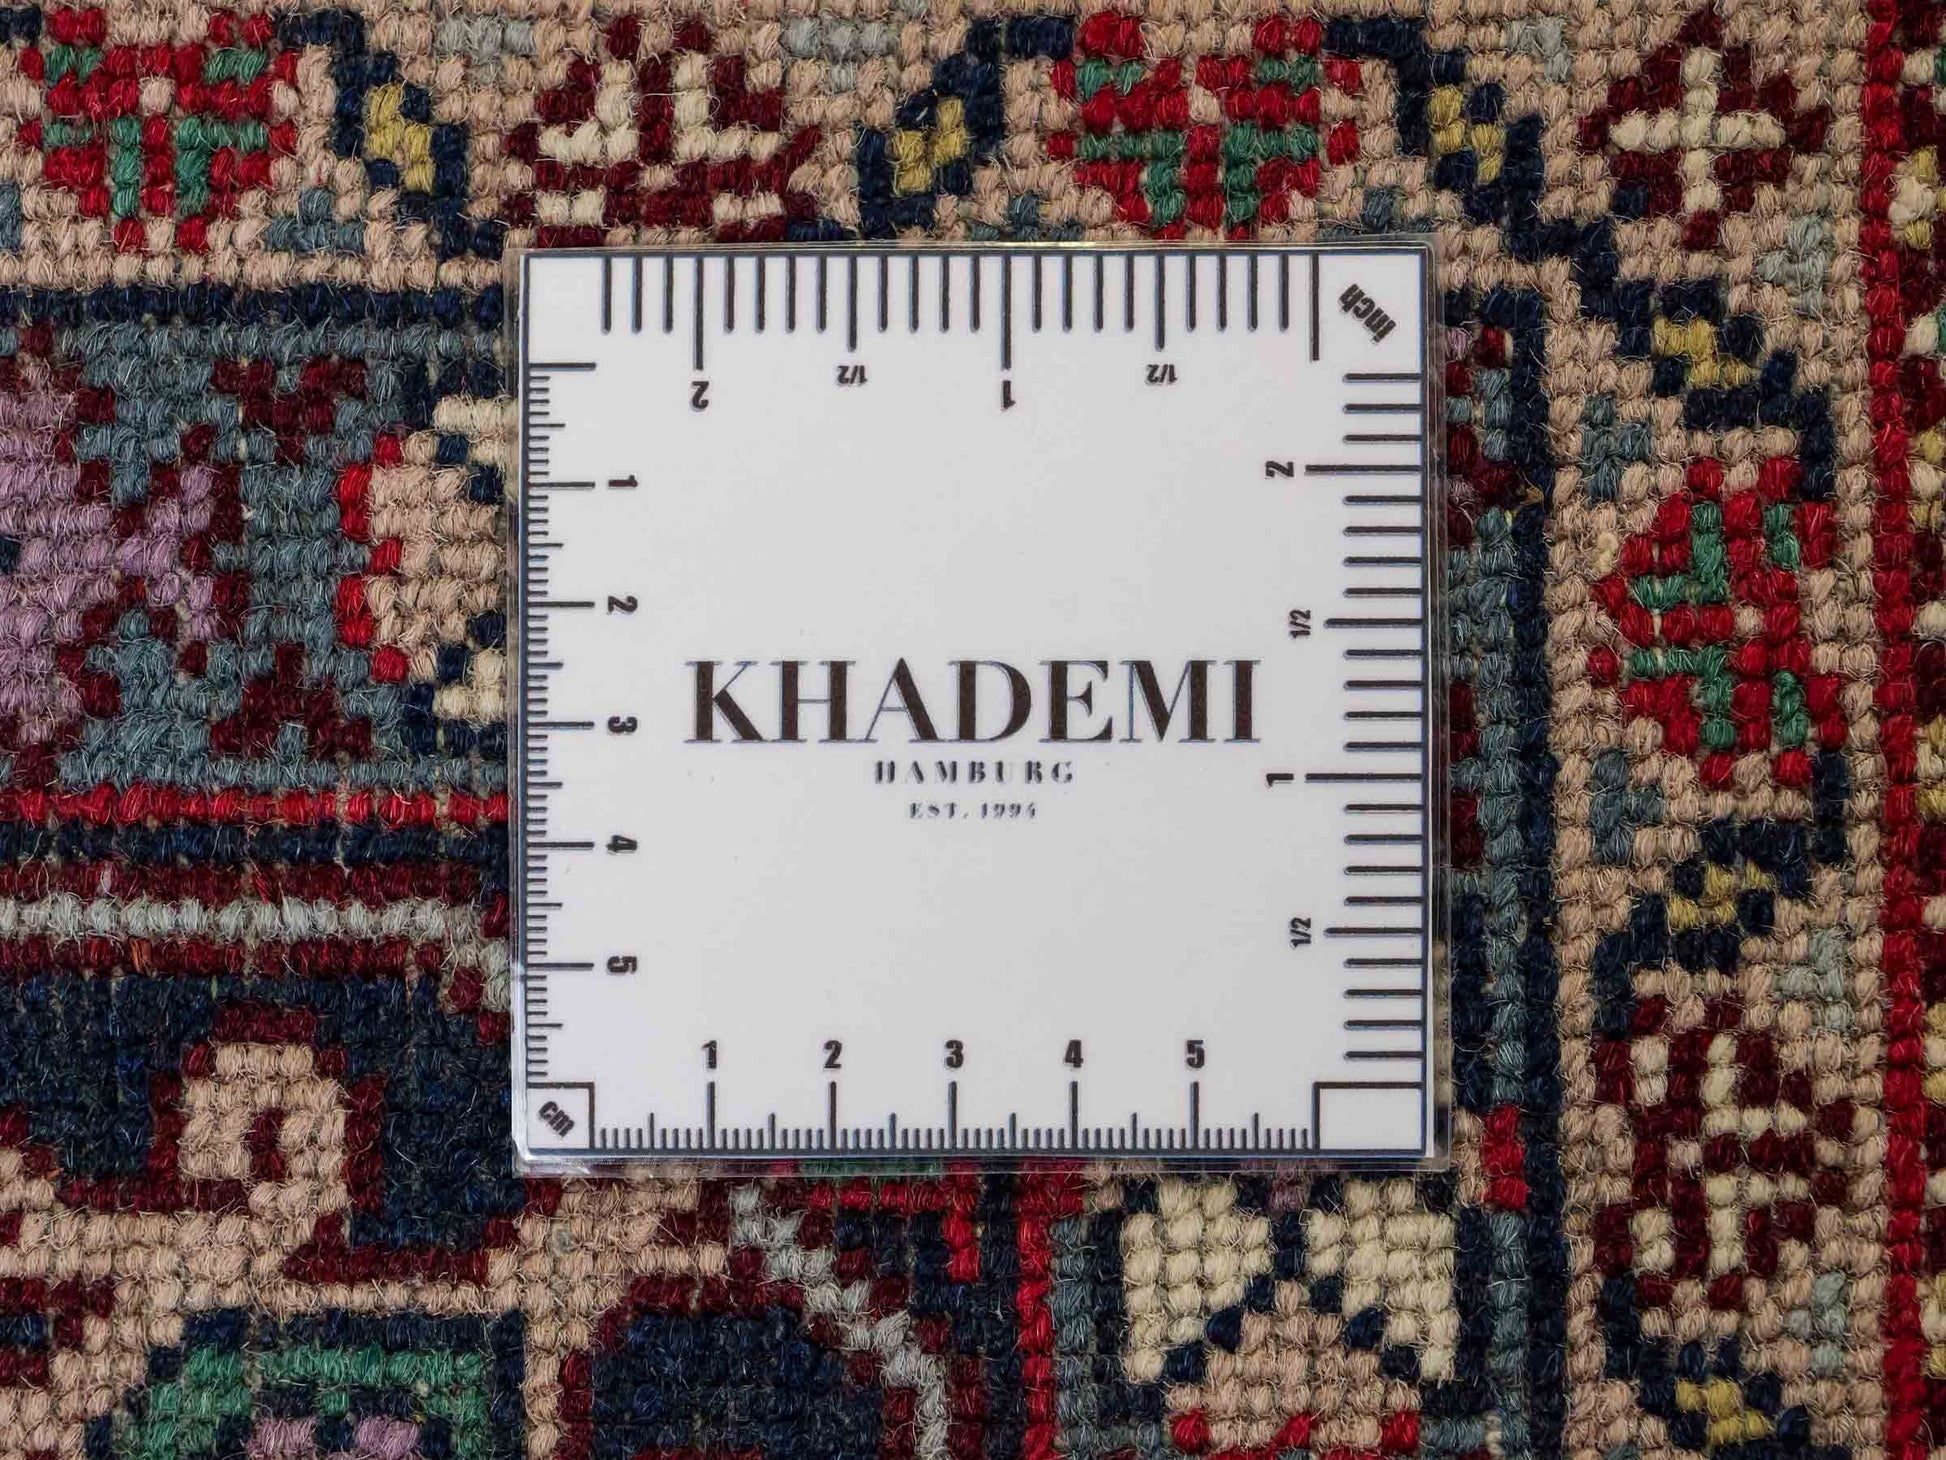 Inch
2 1/2 1 1/2
2
1/2
1
1/2
1
2
3
4
5
KHADEMI
HAMBURG
EST. 1994
cm
1 2 3 4 5